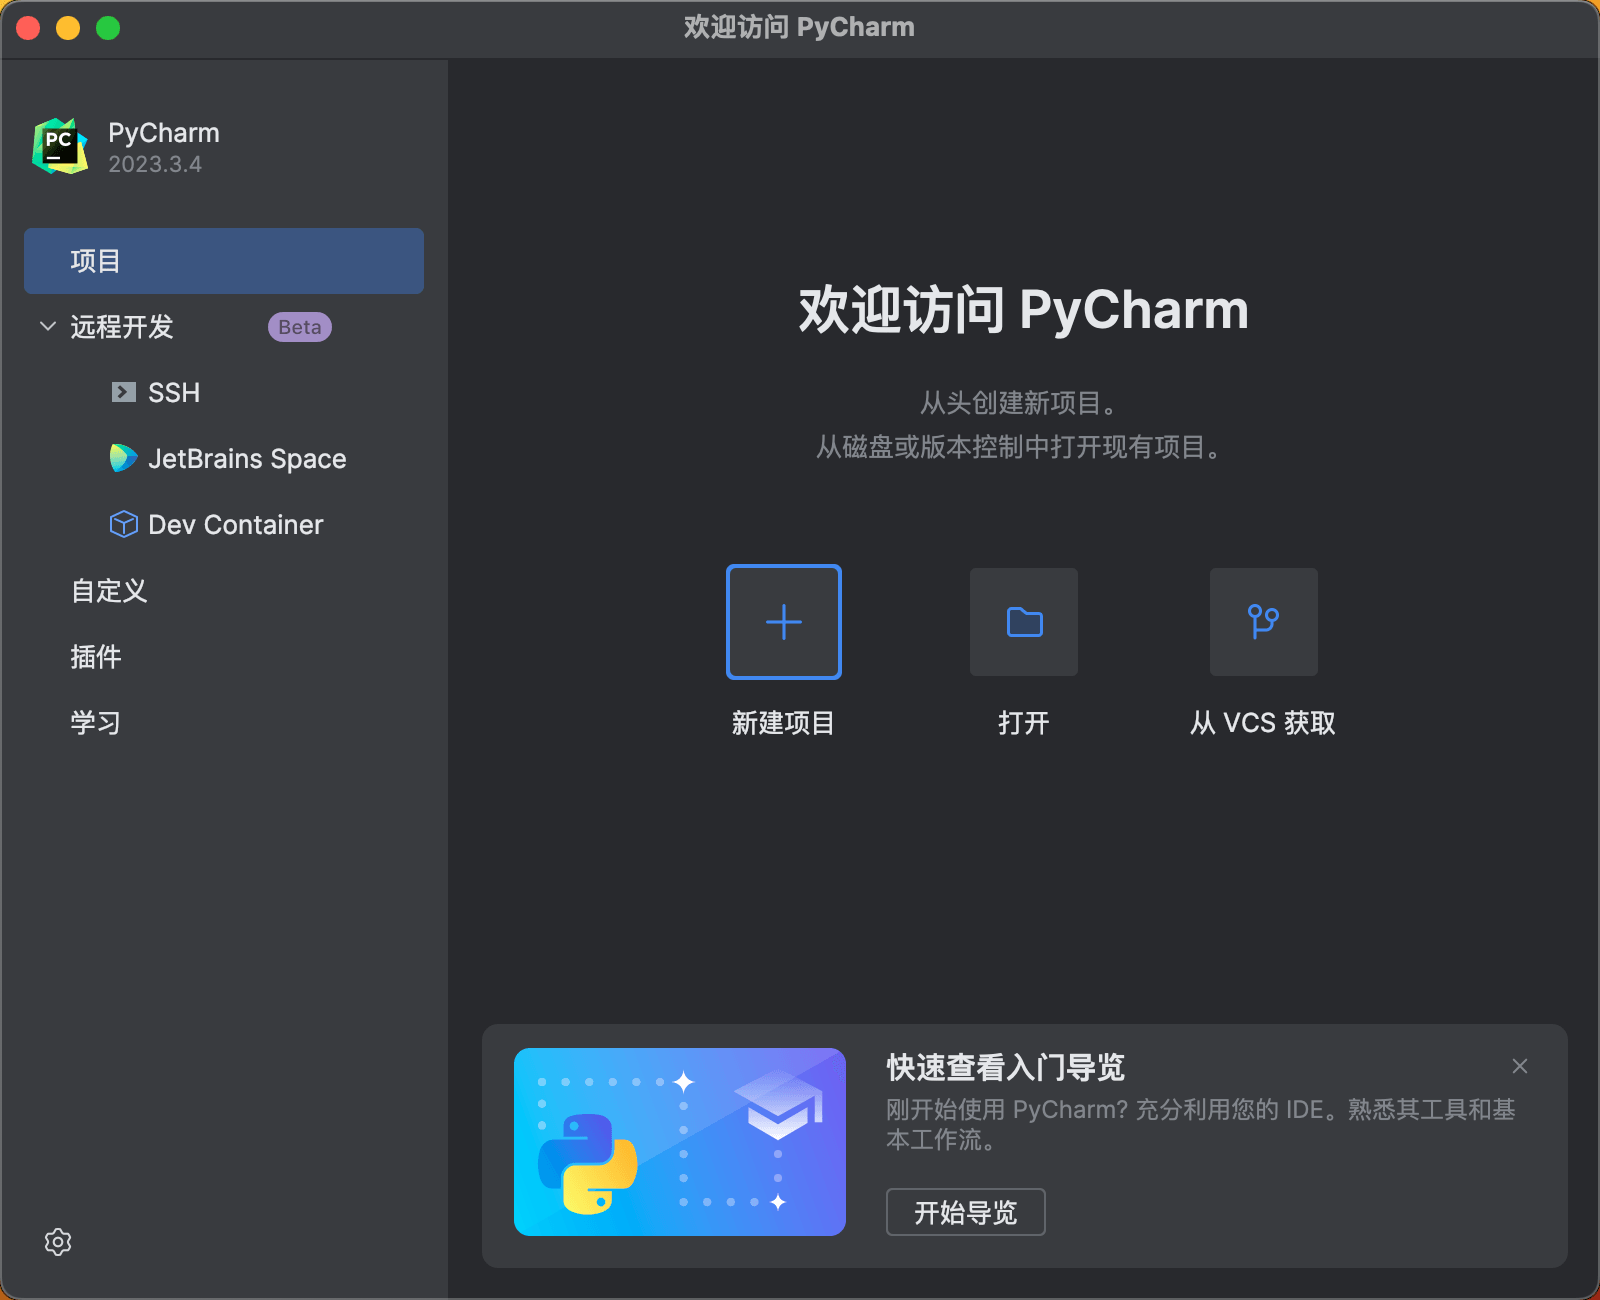 欢迎访问 PyCharm
PC
PyCharm
2023.3.4
项目
远程开发 Beta
SSH
JetBrains Space
Dev Container
自定义
插件
学习
欢迎访问 PyCharm
从头创建新项目。
从磁盘或版本控制中打开现有项目。
新建项目
打开
从 VCS 获取
快速查看入门导览
刚开始使用 PyCharm? 充分利用您的 IDE。熟悉其工具和基
本工作流。
开始导览